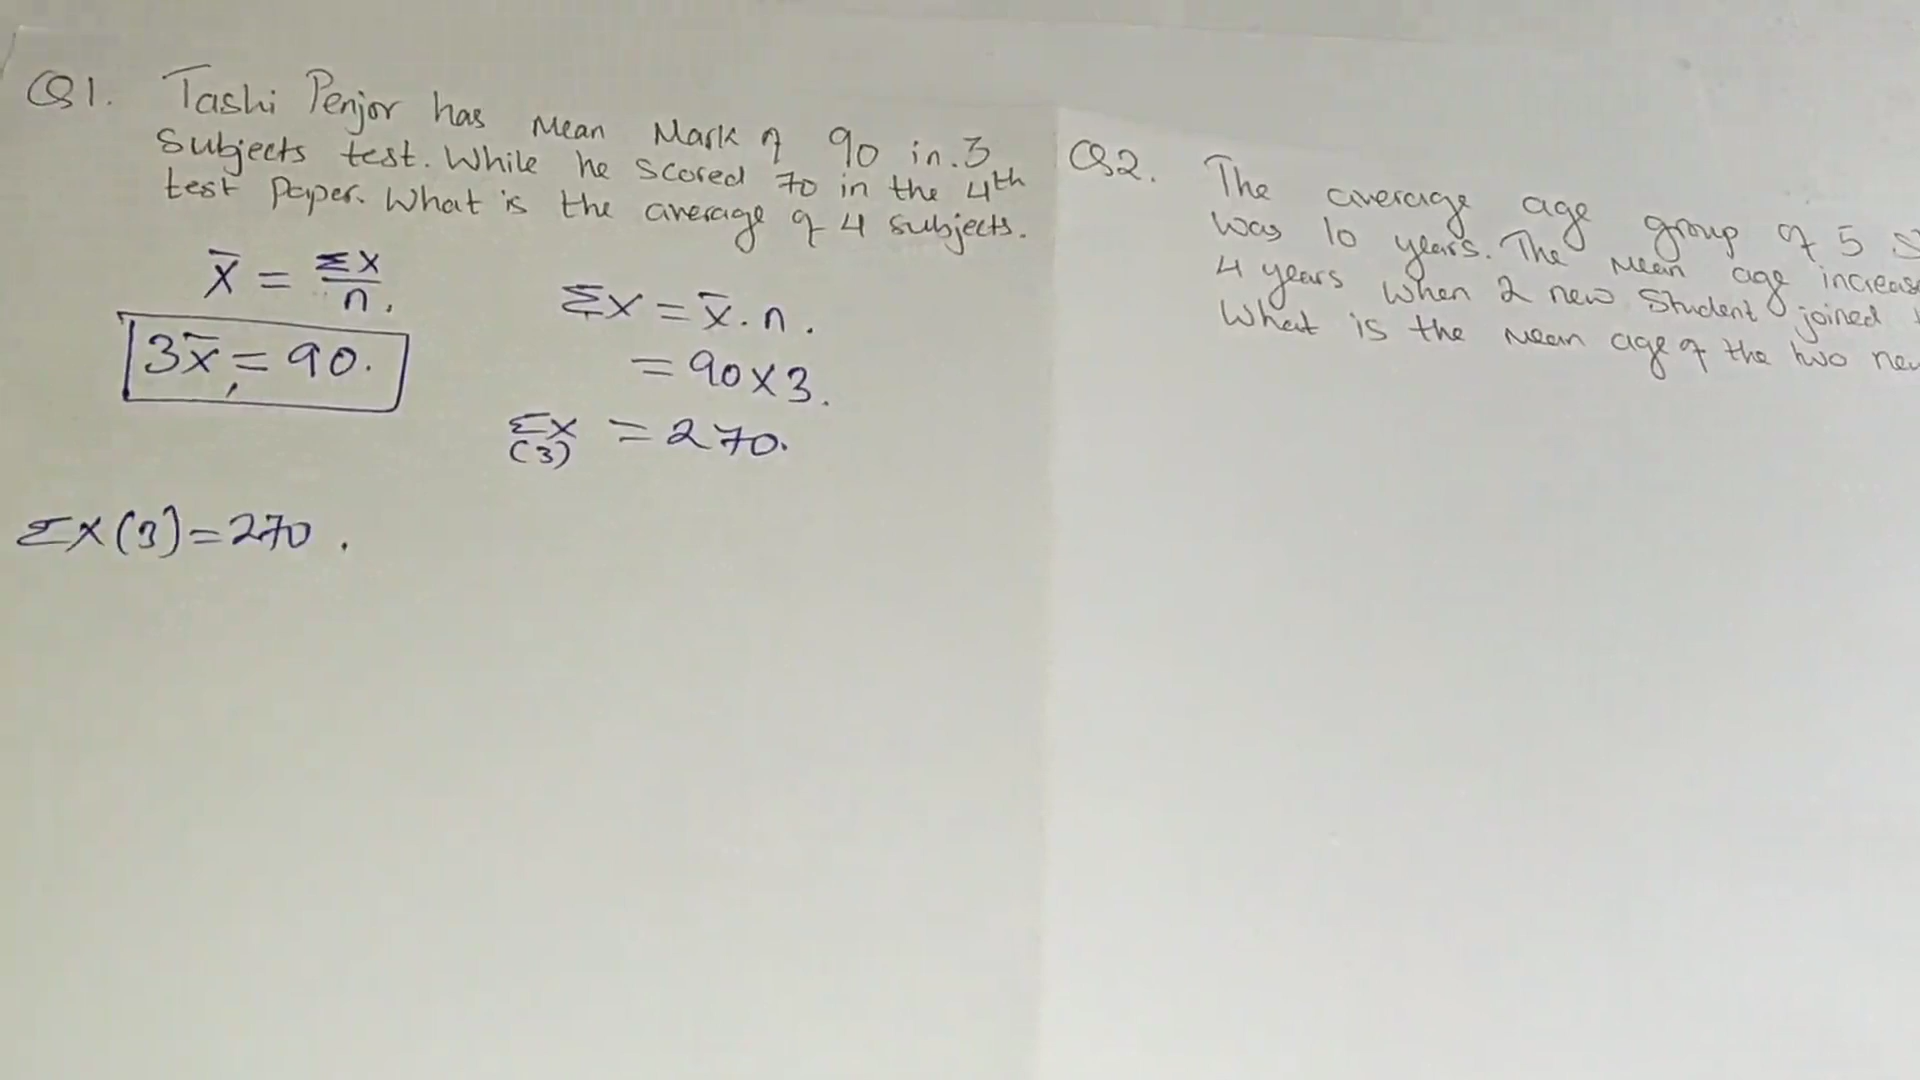 Q1. Tashi Penjor has Mean Mark of 90 in 3
Subjects test. While he scored 70 in the 4th
test paper. What is the average of 4 subjects.
x̄ = Σx/n.
3x̄, = 90.
Σx = x̄.n.
= 90x3.
Σx (3) = 270.
Σx(3)=270.
Q2. The average age group of 5
was 10 years. The Mean age
4 years when 2 new Student joined
What is the Mean age of the two